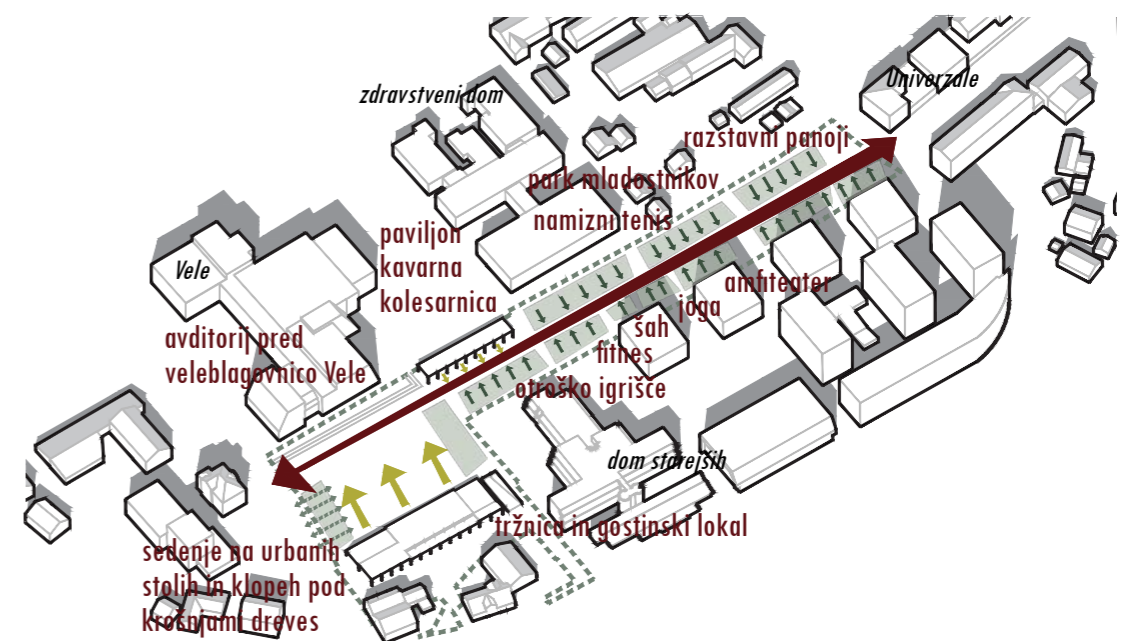 Univerzale
zdravstveni dom
razstavni panoji
park mladostnikov
namizni tenis
paviljon
kavarna
kolesarnica
Vele
amfiteater
joga
šah
fitnes
otroško igrišče
avditorij pred
veleblagovnico Vele
dom starejših
tržnica in gostinski lokal
sedenje na urbanih
stolih in klopeh pod
krošnjami dreves